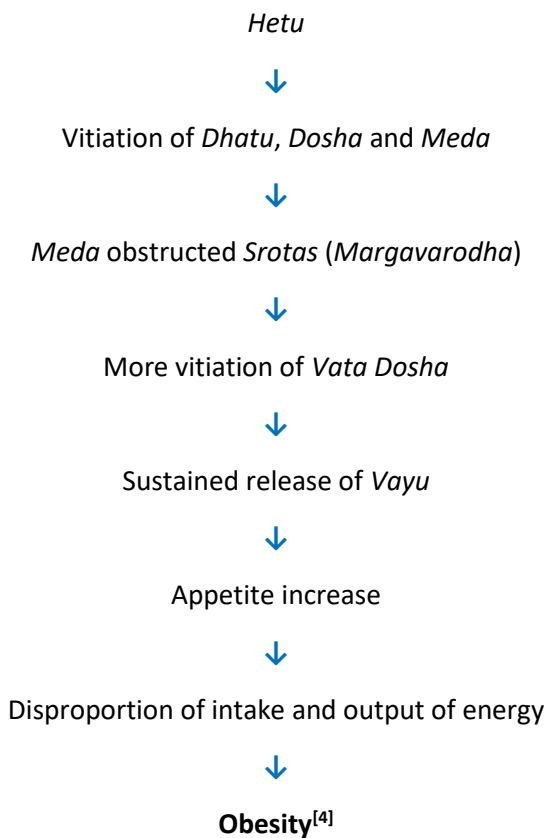 Hetu
↓
Vitiation of Dhatu, Dosha and Meda
↓
Meda obstructed Srotas (Margavarodha)
↓
More vitiation of Vata Dosha
↓
Sustained release of Vayu
↓
Appetite increase
↓
Disproportion of intake and output of energy
↓
Obesity[4]